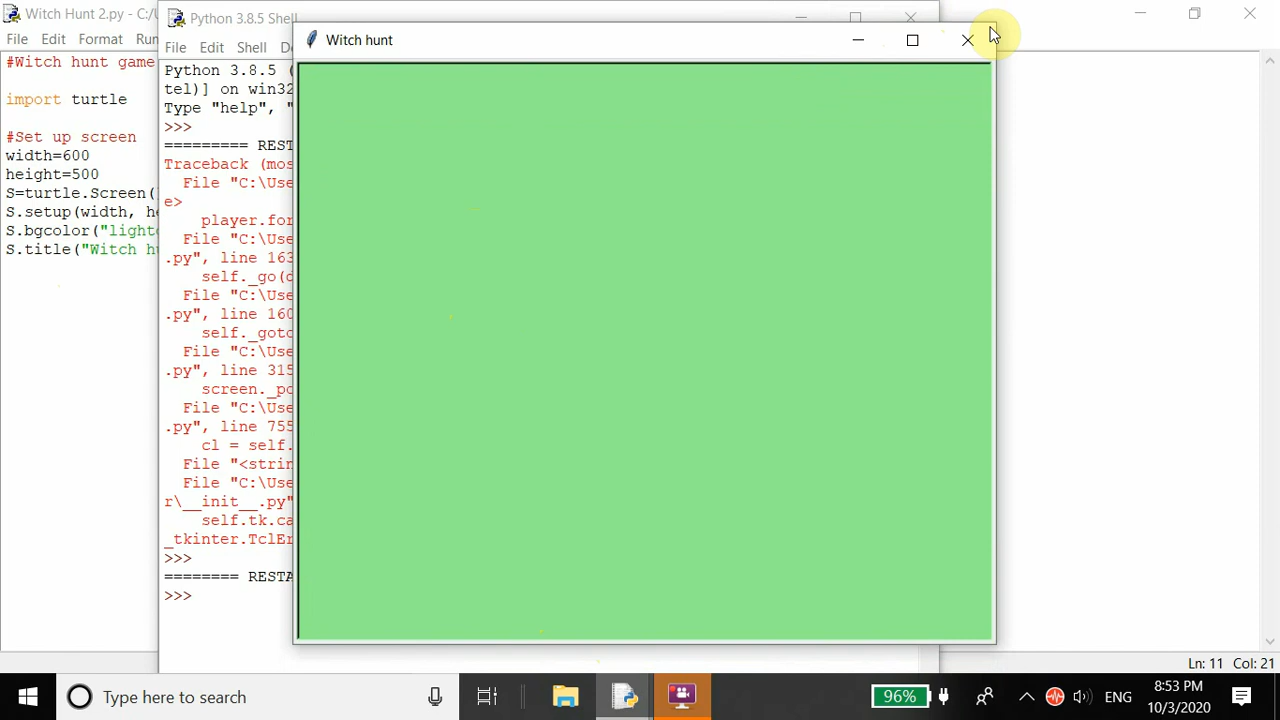 Witch Hunt 2.py - C:/U
File Edit Format Run
#Witch hunt game
import turtle
#Set up screen
width=600
height=500
S=turtle.Screen(
S.setup(width, he
S.bgcolor("light
S.title("Witch hu
Python 3.8.5 Shell
File Edit Shell D
Python 3.8.5 (
tel)] on win32
Type "help", "
>>>
========= REST
Traceback (mos
File "C:\Use
e>
player.for
File "C:\Use
.py", line 163
self._go(d
File "C:\Use
.py", line 160
self._goto
File "C:\Use
.py", line 315
screen._po
File "C:\Use
.py", line 755
cl = self.
File "<strin
File "C:\Use
r\__init__.py"
self.tk.ca
_tkinter.TclEr
>>>
======== RESTA
>>>
Witch hunt
Ln: 11 Col: 21
Type here to search
96%
ENG
8:53 PM
10/3/2020